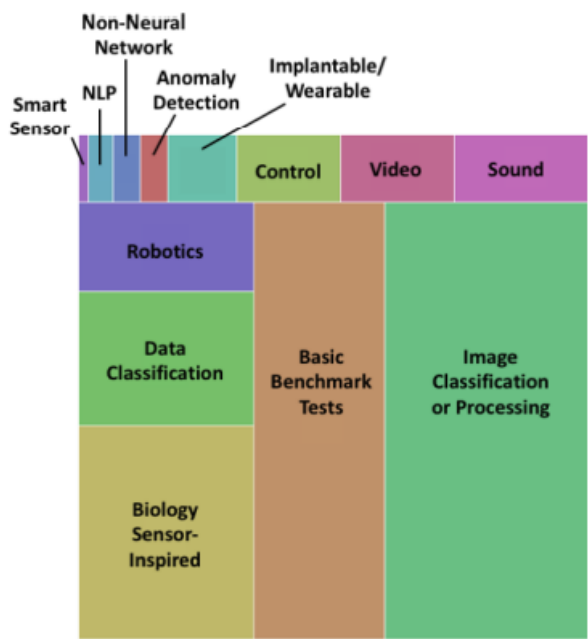 Non-Neural
Network
Smart
Sensor
NLP
Anomaly
Detection
Implantable/
Wearable
Control
Video
Sound
Robotics
Data
Classification
Biology
Sensor-
Inspired
Basic
Benchmark
Tests
Image
Classification
or Processing